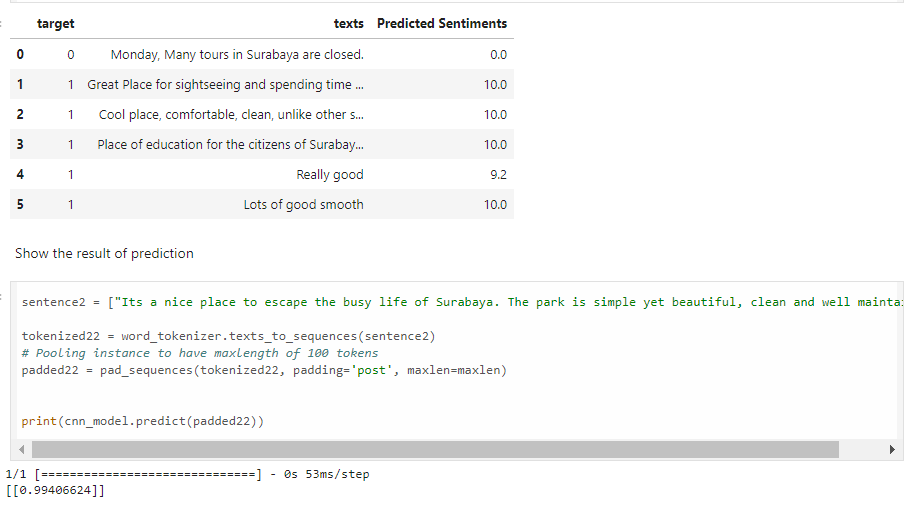 target texts Predicted Sentiments
0 0 Monday, Many tours in Surabaya are closed. 0.0
1 1 Great Place for sightseeing and spending time ... 10.0
2 1 Cool place, comfortable, clean, unlike other s... 10.0
3 1 Place of education for the citizens of Surabay... 10.0
4 1 Really good 9.2
5 1 Lots of good smooth 10.0
Show the result of prediction
sentence2 = ["Its a nice place to escape the busy life of Surabaya. The park is simple yet beautiful, clean and well mainta
tokenized22 = word_tokenizer.texts_to_sequences(sentence2)
# Pooling instance to have maxlength of 100 tokens
padded22 = pad_sequences(tokenized22, padding='post', maxlen=maxlen)
print(cnn_model.predict(padded22))
1/1 [==============================] - 0s 53ms/step
[[0.99406624]]